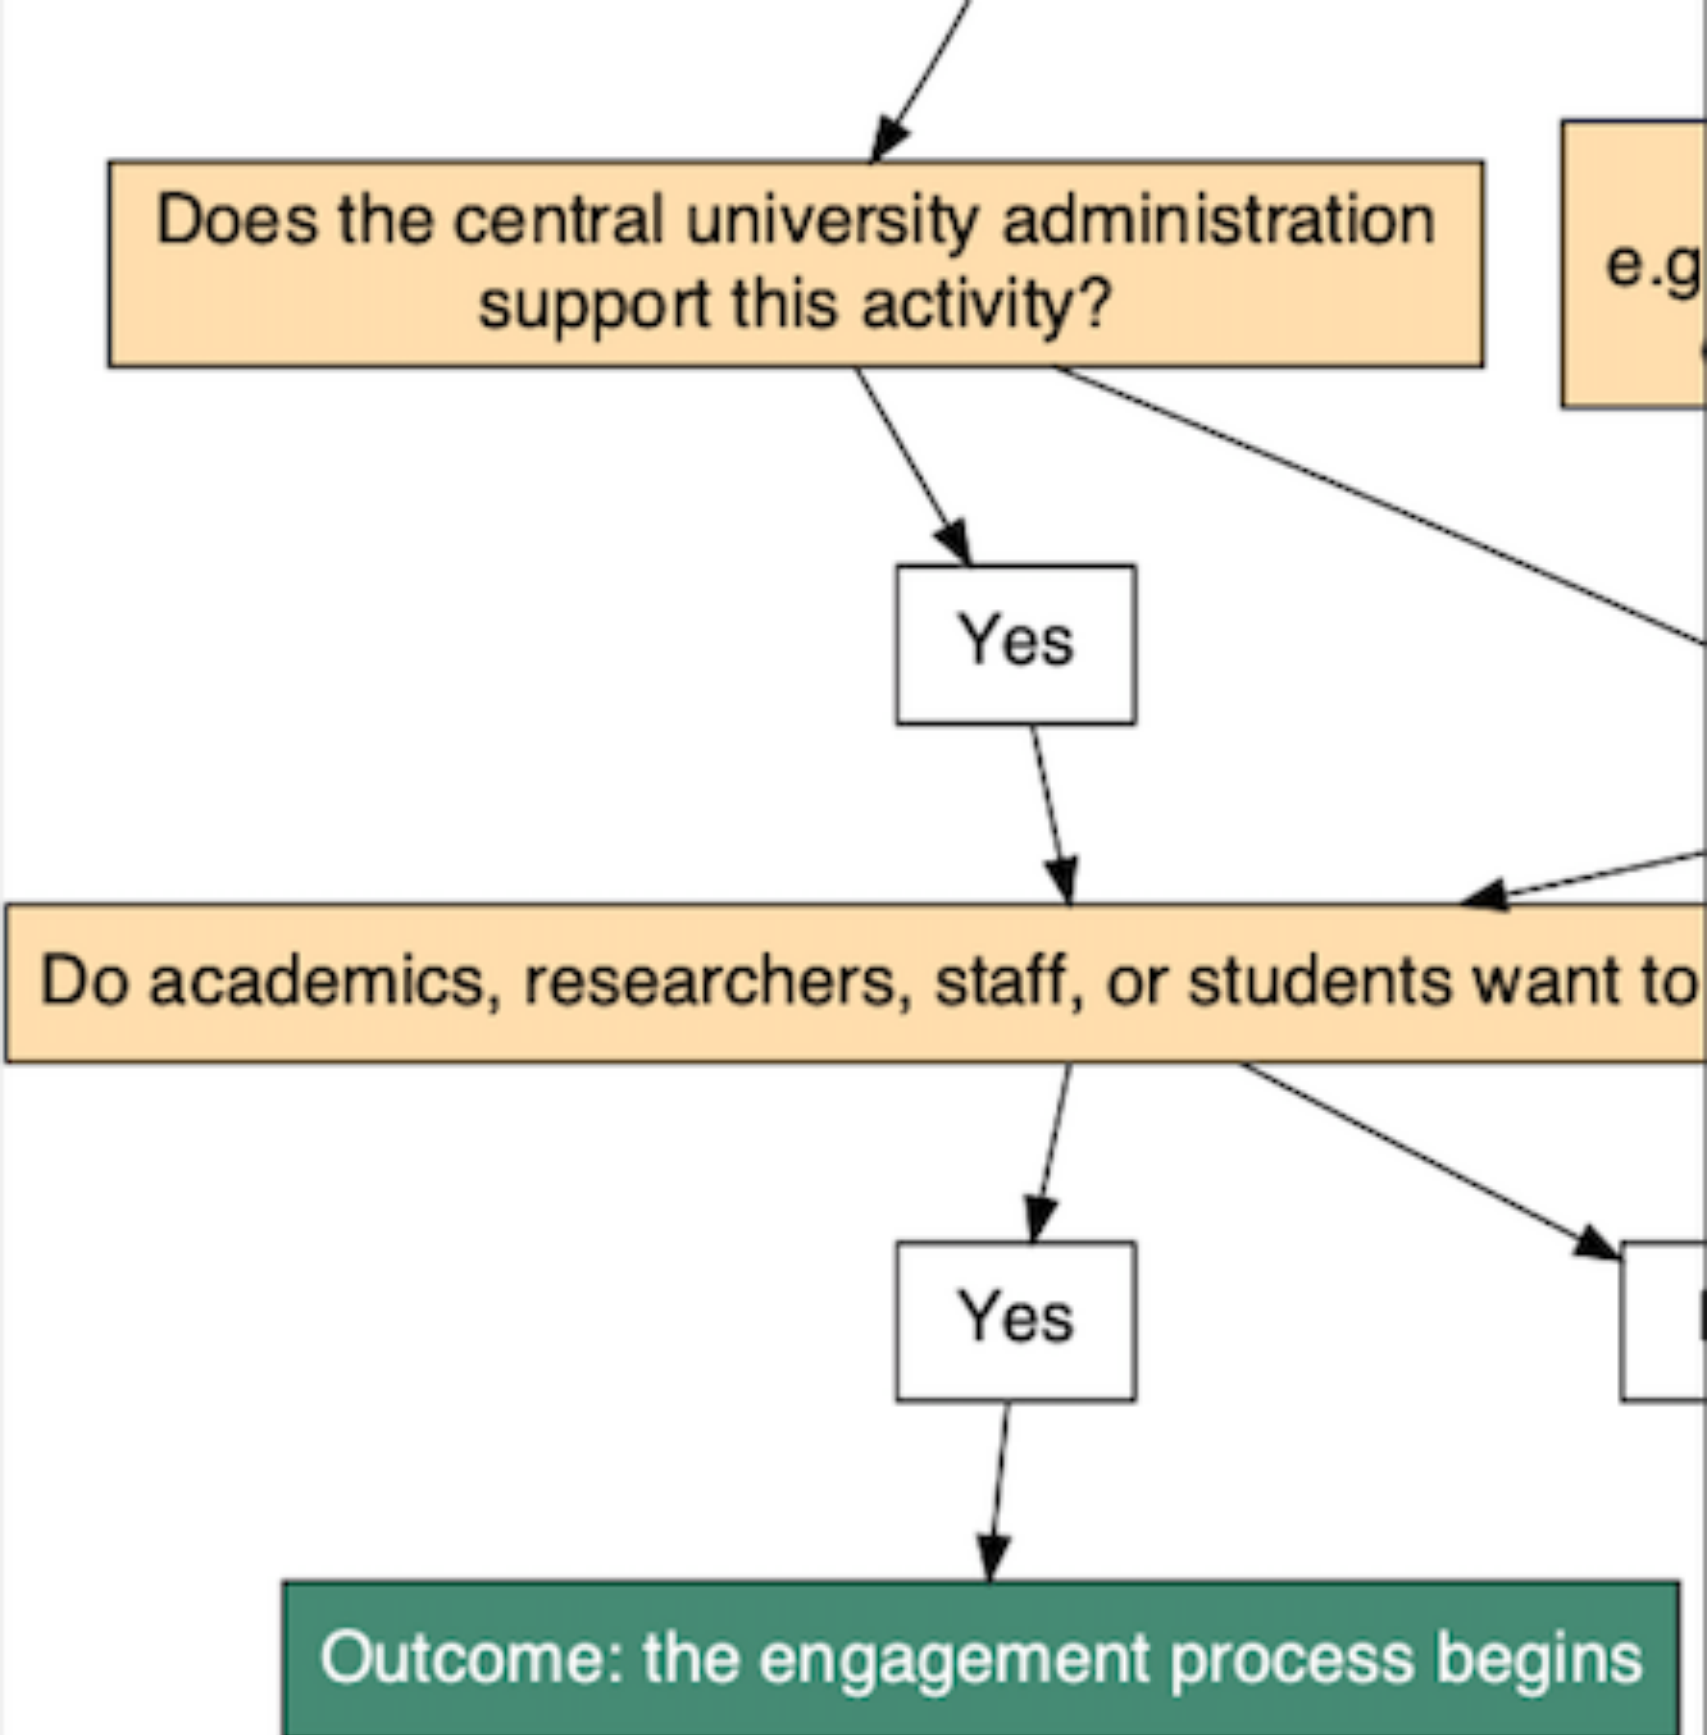 Does the central university administration
support this activity?
e.g
Yes
Do academics, researchers, staff, or students want to
Yes
Outcome: the engagement process begins